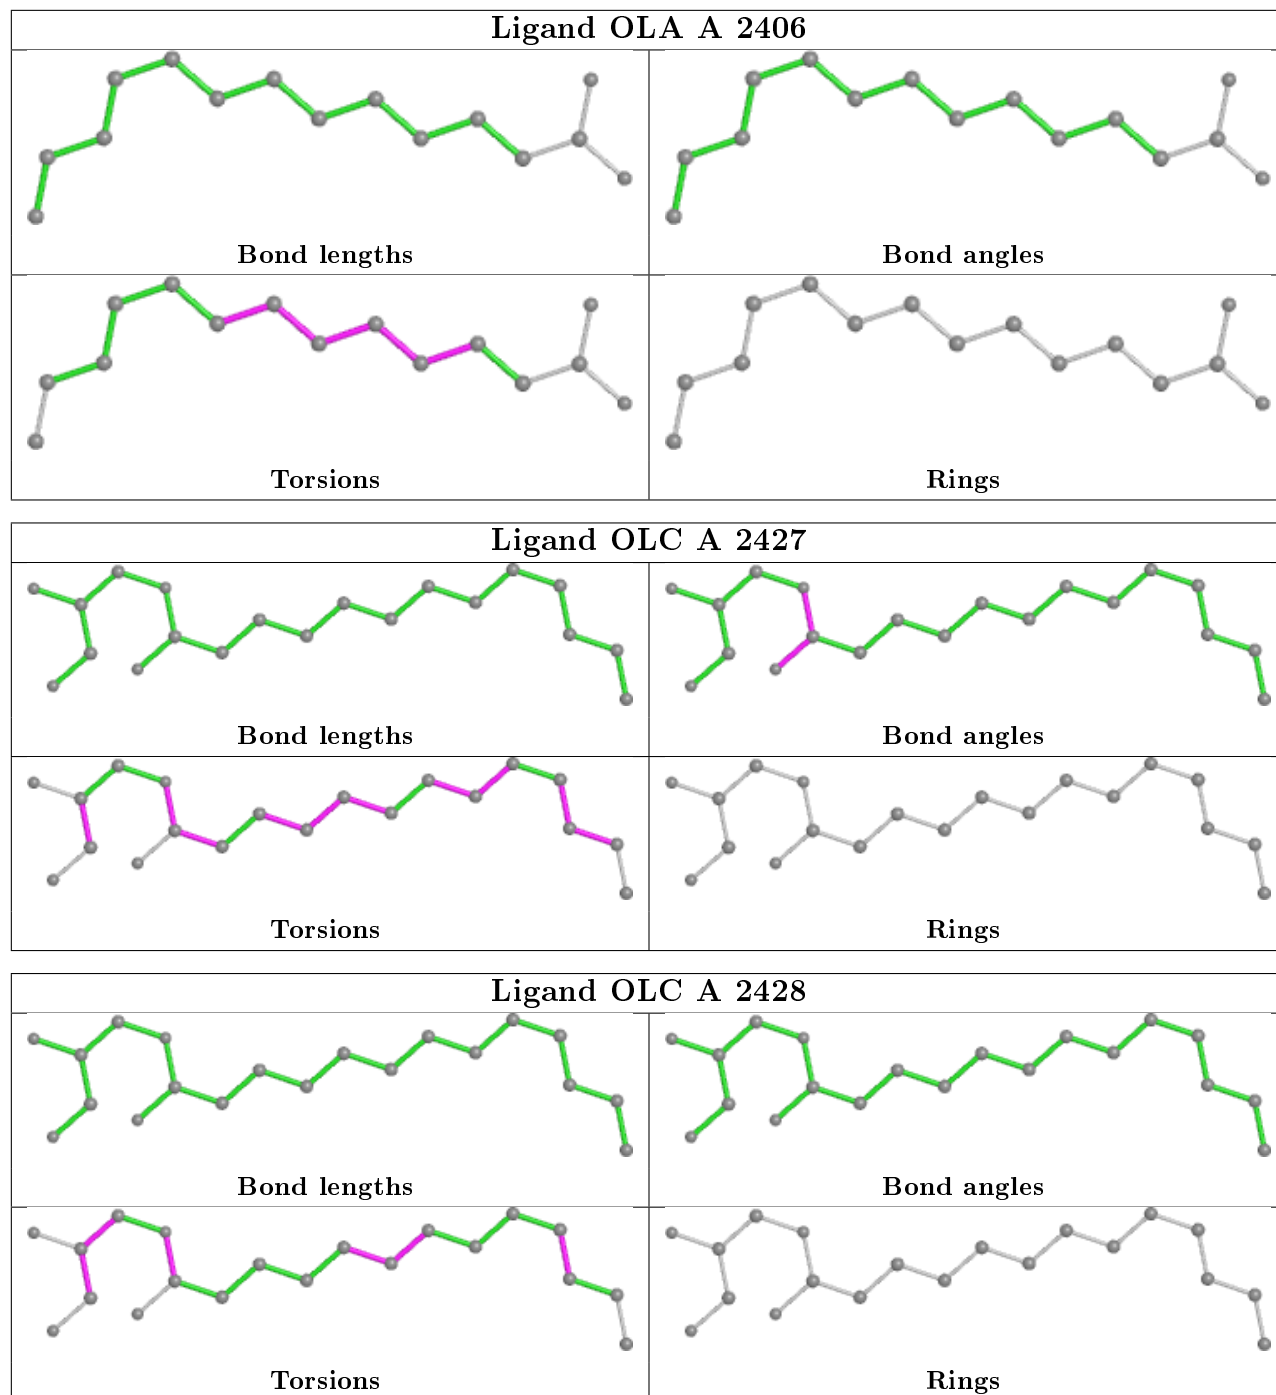 Ligand OLA A 2406
Bond lengths
Bond angles
Torsions
Rings
Ligand OLC A 2427
Bond lengths
Bond angles
Torsions
Rings
Ligand OLC A 2428
Bond lengths
Bond angles
Torsions
Rings